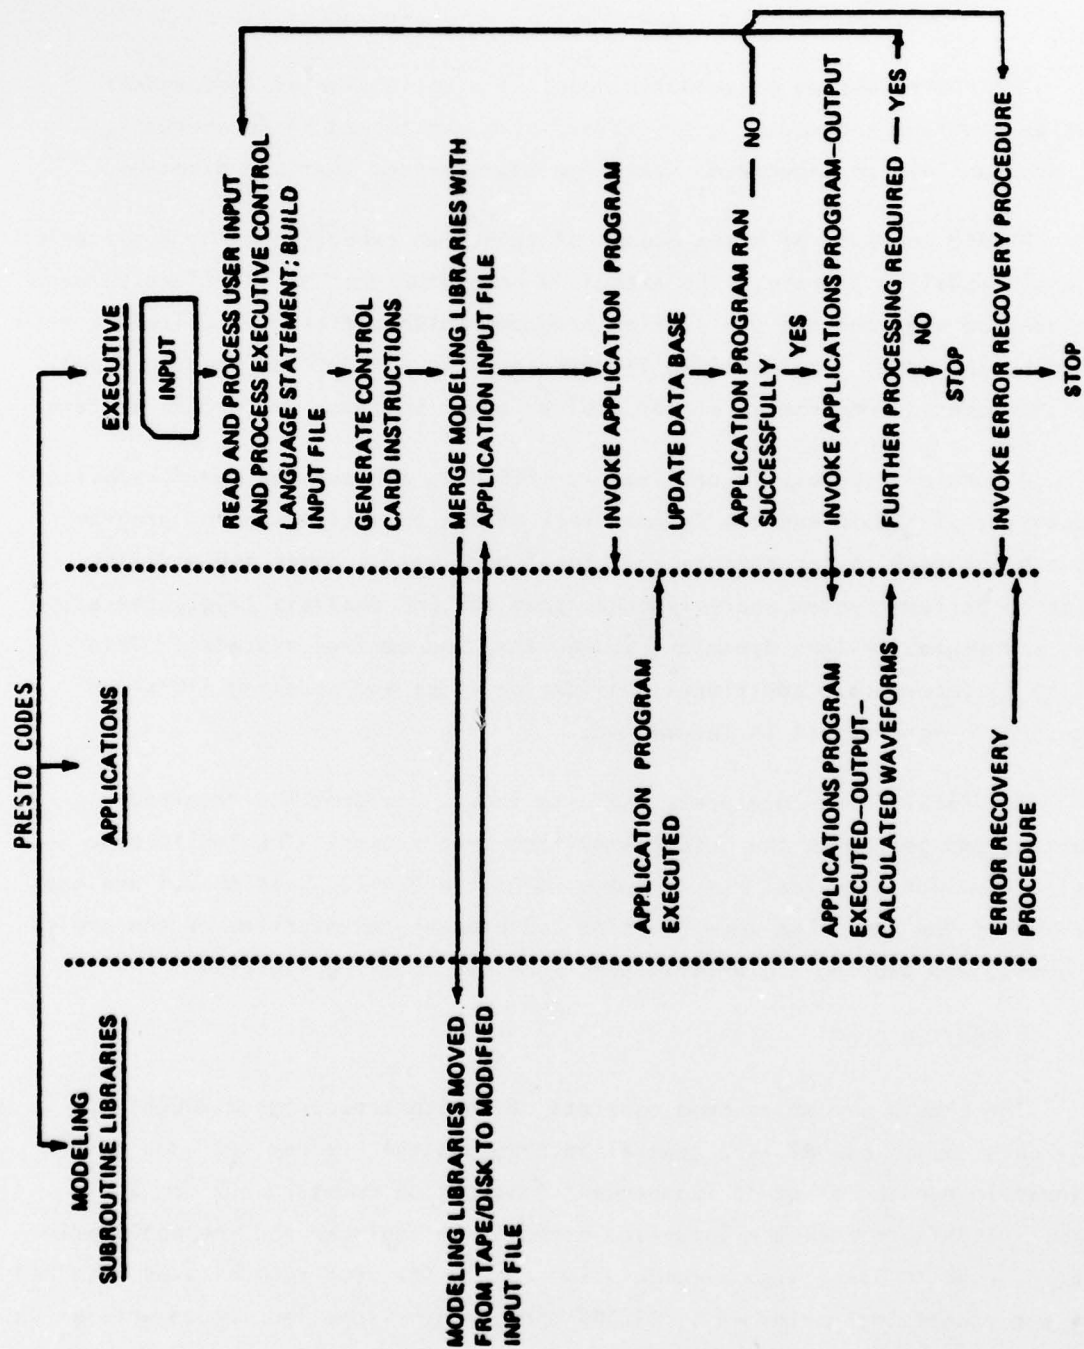 PRESTO CODES
MODELING
SUBROUTINE LIBRARIES
APPLICATIONS
EXECUTIVE
INPUT
READ AND PROCESS USER INPUT
AND PROCESS EXECUTIVE CONTROL
LANGUAGE STATEMENT; BUILD
INPUT FILE
GENERATE CONTROL
CARD INSTRUCTIONS
MODELING LIBRARIES MOVED
FROM TAPE/DISK TO MODIFIED
INPUT FILE
MERGE MODELING LIBRARIES WITH
APPLICATION INPUT FILE
INVOKE APPLICATION PROGRAM
APPLICATION PROGRAM
EXECUTED
UPDATE DATA BASE
APPLICATION PROGRAM RAN — NO
SUCCESSFULLY
YES
APPLICATIONS PROGRAM
EXECUTED-OUTPUT-
CALCULATED WAVEFORMS
INVOKE APPLICATIONS PROGRAM-OUTPUT
FURTHER PROCESSING REQUIRED — YES
NO
STOP
ERROR RECOVERY
PROCEDURE
INVOKE ERROR RECOVERY PROCEDURE
STOP